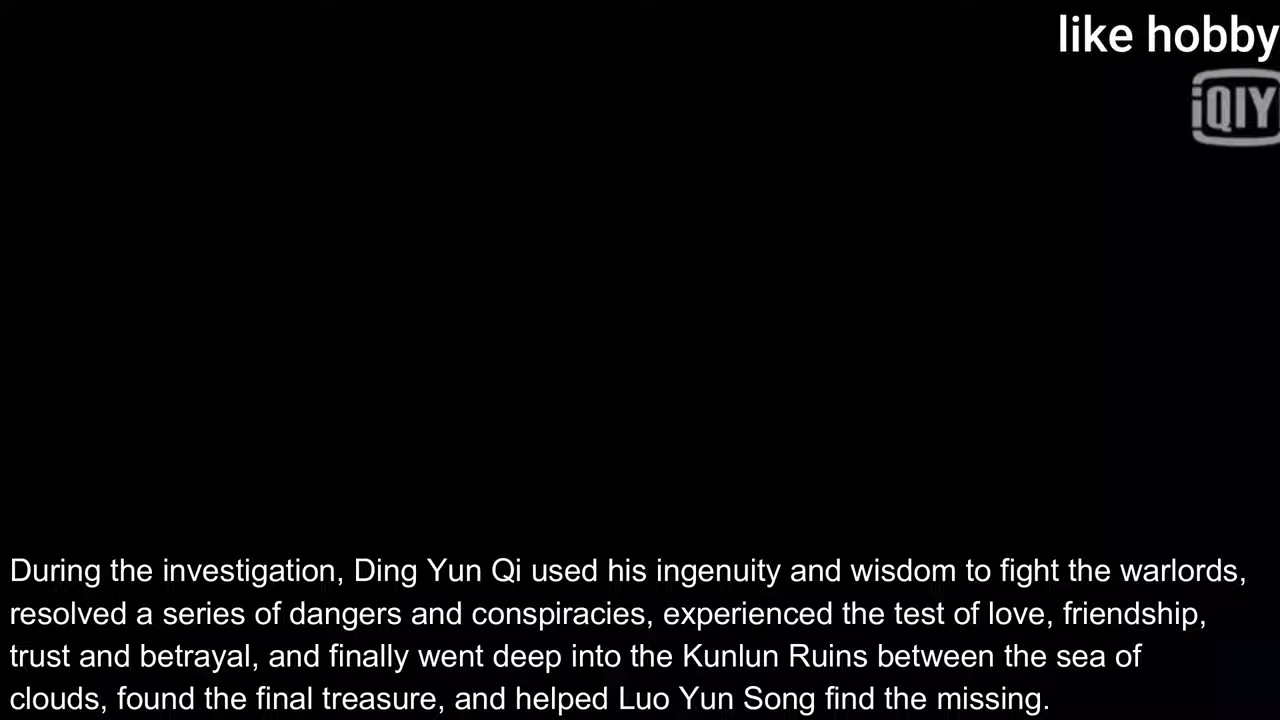 like hobby
iQIY
During the investigation, Ding Yun Qi used his ingenuity and wisdom to fight the warlords,
resolved a series of dangers and conspiracies, experienced the test of love, friendship,
trust and betrayal, and finally went deep into the Kunlun Ruins between the sea of
clouds, found the final treasure, and helped Luo Yun Song find the missing.